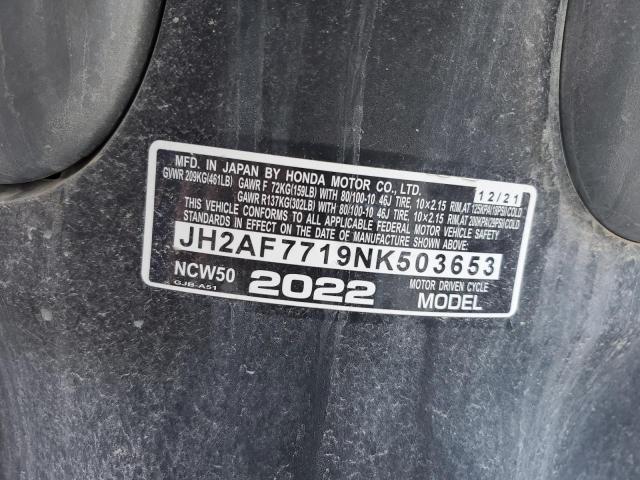 MFD. IN JAPAN BY HONDA MOTOR CO., LTD. 12/21
GVWR 209KG(461LB) GAWR F 72KG(159LB) WITH 80/100-10 46J TIRE, 10×2.15 RIM,AT 125KPA(18PSI)COLD
GAWR R137KG(302LB) WITH 80/100-10 46J TIRE, 10×2.15 RIM,AT 200KPA(29PSI)COLD
THIS VEHICLE CONFORMS TO ALL APPLICABLE FEDERAL MOTOR VEHICLE SAFETY
STANDARDS IN EFFECT ON THE DATE OF MANUFACTURE SHOWN ABOVE.
JH2AF7719NK503653
NCW50 2022 MOTOR DRIVEN CYCLE
GJB-A51 MODEL